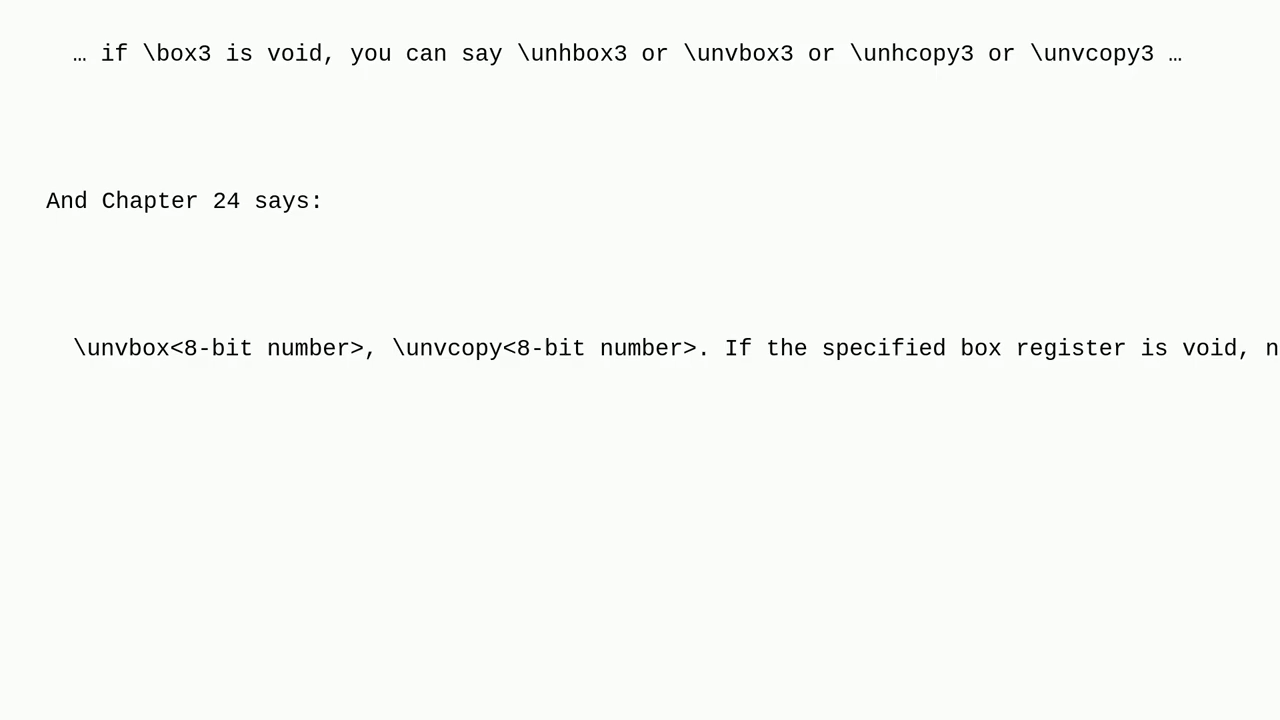 … if \box3 is void, you can say \unhbox3 or \unvbox3 or \unhcopy3 or \unvcopy3 …
And Chapter 24 says:
\unvbox<8-bit number>, \unvcopy<8-bit number>. If the specified box register is void,